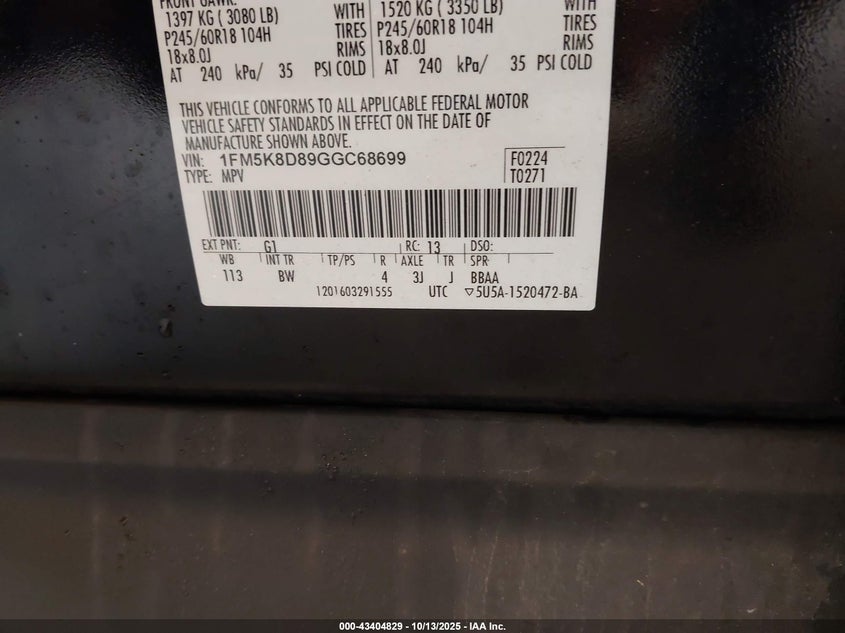 FRONT GAWR:
1397 KG ( 3080 LB) WITH 1520 KG ( 3350 LB) WITH
P245/60R18 104H TIRES P245/60R18 104H TIRES
18x8.0J RIMS 18x8.0J RIMS
AT 240 kPa/ 35 PSI COLD AT 240 kPa/ 35 PSI COLD
THIS VEHICLE CONFORMS TO ALL APPLICABLE FEDERAL MOTOR
VEHICLE SAFETY STANDARDS IN EFFECT ON THE DATE OF
MANUFACTURE SHOWN ABOVE.
VIN: 1FM5K8D89GGC68699 F0224
TYPE: MPV T0271
EXT PNT: G1 RC: 13 DSO:
WB INT TR TP/PS R AXLE TR SPR
113 BW 4 3J J BBAA
1201603291555 UTC ▽5U5A-1520472-BA
000-43404829 - 10/13/2025 - IAA Inc.